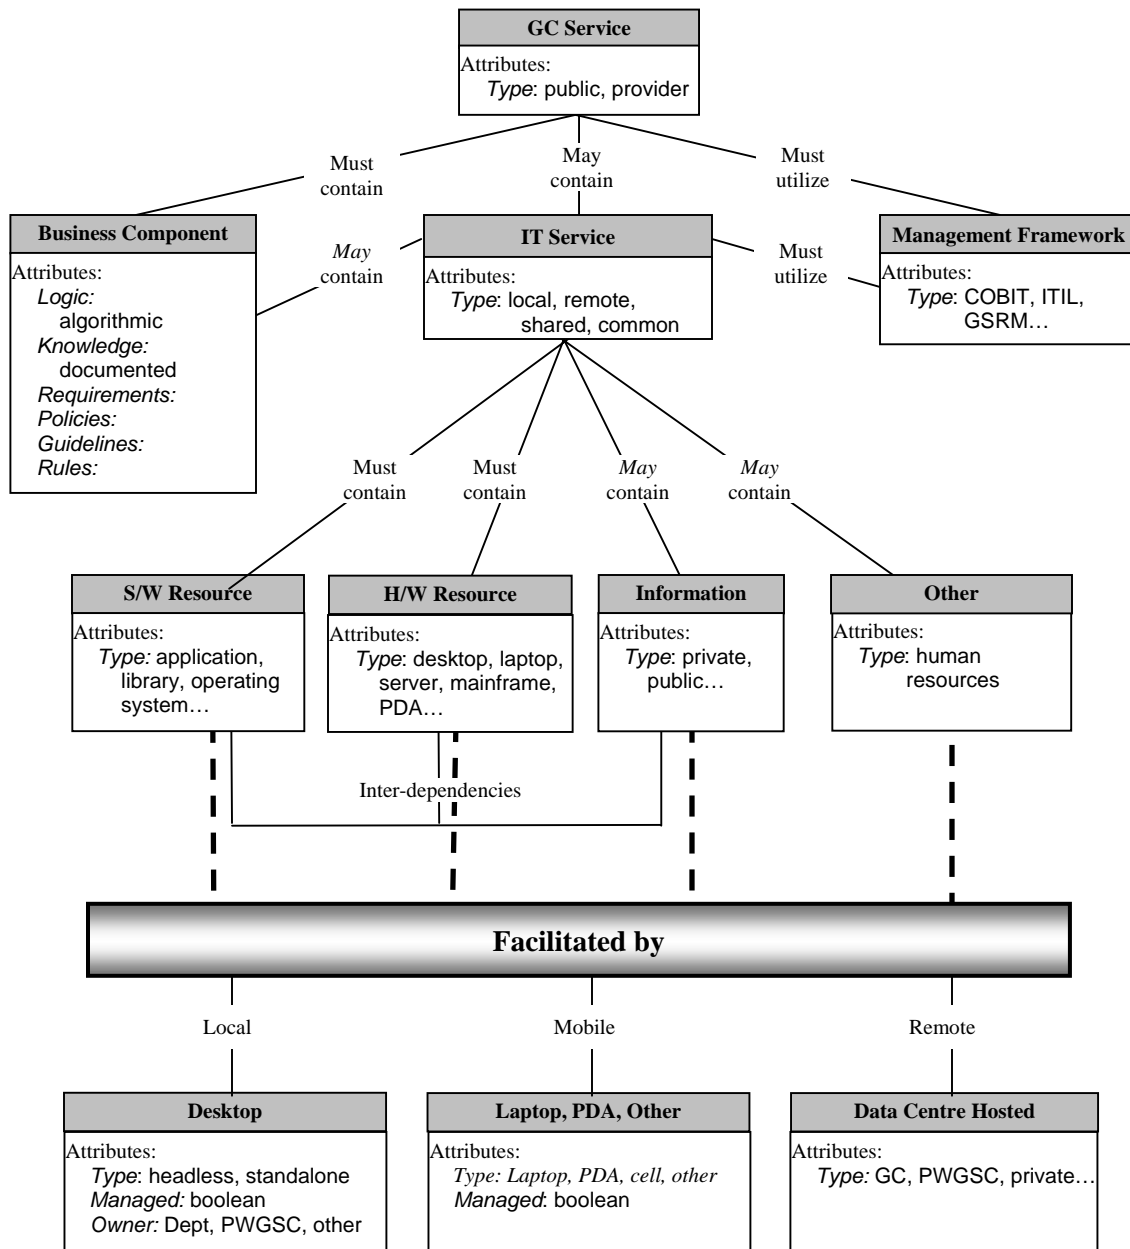 GC Service
Attributes:
Type: public, provider
Must
contain
May
contain
Must
utilize
Business Component
Attributes:
Logic:
algorithmic
Knowledge:
documented
Requirements:
Policies:
Guidelines:
Rules:
May
contain
IT Service
Attributes:
Type: local, remote,
shared, common
Must
utilize
Management Framework
Attributes:
Type: COBIT, ITIL,
GSRM…
Must
contain
Must
contain
May
contain
May
contain
S/W Resource
Attributes:
Type: application,
library, operating
system…
H/W Resource
Attributes:
Type: desktop, laptop,
server, mainframe,
PDA…
Information
Attributes:
Type: private,
public…
Other
Attributes:
Type: human
resources
Inter-dependencies
Facilitated by
Local
Mobile
Remote
Desktop
Attributes:
Type: headless, standalone
Managed: boolean
Owner: Dept, PWGSC, other
Laptop, PDA, Other
Attributes:
Type: Laptop, PDA, cell, other
Managed: boolean
Data Centre Hosted
Attributes:
Type: GC, PWGSC, private…